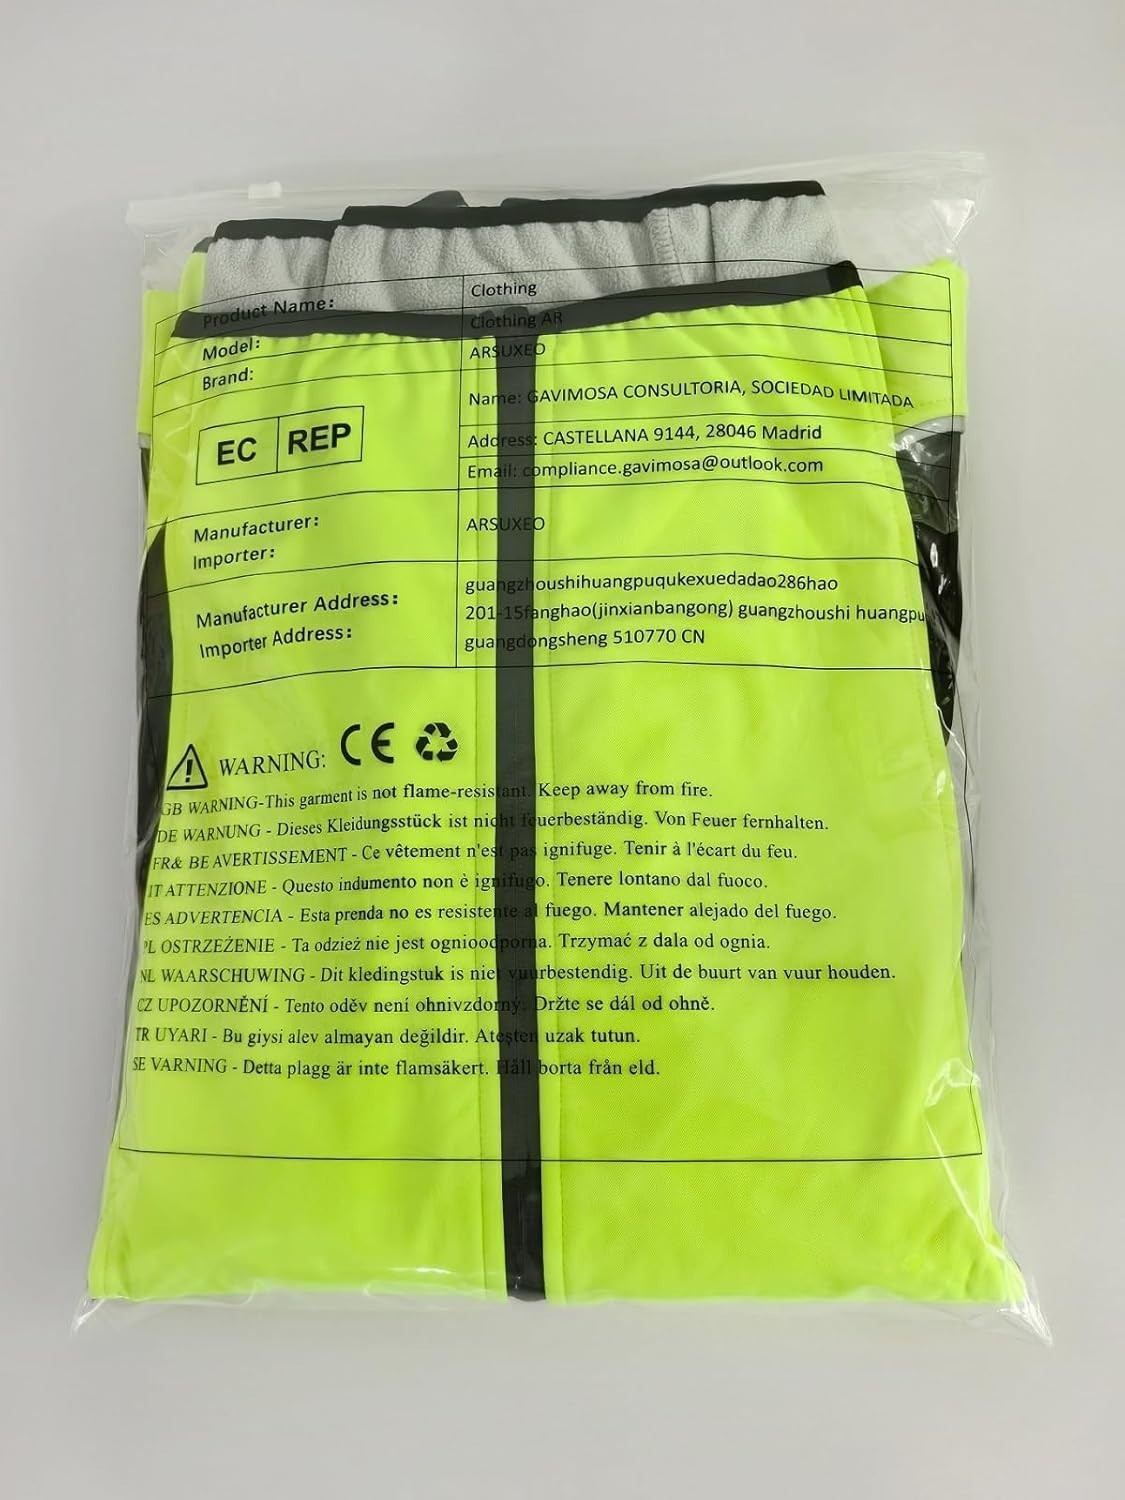 Product Name: Clothing
Model: Clothing AR
Brand: ARSUXEO
EC REP
Name: GAVIMOSA CONSULTORIA, SOCIEDAD LIMITADA
Address: CASTELLANA 9144, 28046 Madrid
Email: compliance.gavimosa@outlook.com
Manufacturer: ARSUXEO
Importer:
Manufacturer Address:
Importer Address:
guangzhoushihuangpuqukexuedadao286hao
201-15fanghao(jinxianbangong) guangzhoushi huangpu
guangdongsheng 510770 CN
WARNING: CE
GB WARNING-This garment is not flame-resistant. Keep away from fire.
DE WARNUNG - Dieses Kleidungsstück ist nicht feuerbeständig. Von Feuer fernhalten.
FR& BE AVERTISSEMENT - Ce vêtement n'est pas ignifuge. Tenir à l'écart du feu.
IT ATTENZIONE - Questo indumento non è ignifugo. Tenere lontano dal fuoco.
ES ADVERTENCIA - Esta prenda no es resistente al fuego. Mantener alejado del fuego.
PL OSTRZEŻENIE - Ta odzież nie jest ognioodporna. Trzymać z dala od ognia.
NL WAARSCHUWING - Dit kledingstuk is niet vuurbestendig. Uit de buurt van vuur houden.
CZ UPOZORNĚNÍ - Tento oděv není ohnivzdorný. Držte se dál od ohně.
TR UYARI - Bu giysi alev almayan değildir. Ateşten uzak tutun.
SE VARNING - Detta plagg är inte flamsäkert. Håll borta från eld.